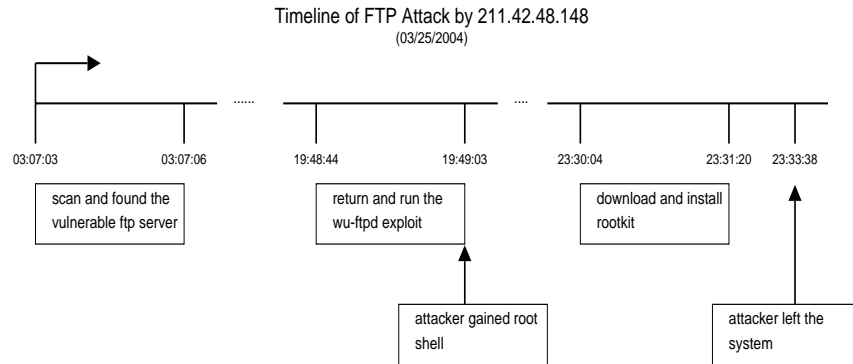 Timeline of FTP Attack by 211.42.48.148
(03/25/2004)
......
....
03:07:03
03:07:06
19:48:44
19:49:03
23:30:04
23:31:20
23:33:38
scan and found the
vulnerable ftp server
return and run the
wu-ftpd exploit
download and install
rootkit
attacker gained root
shell
attacker left the
system